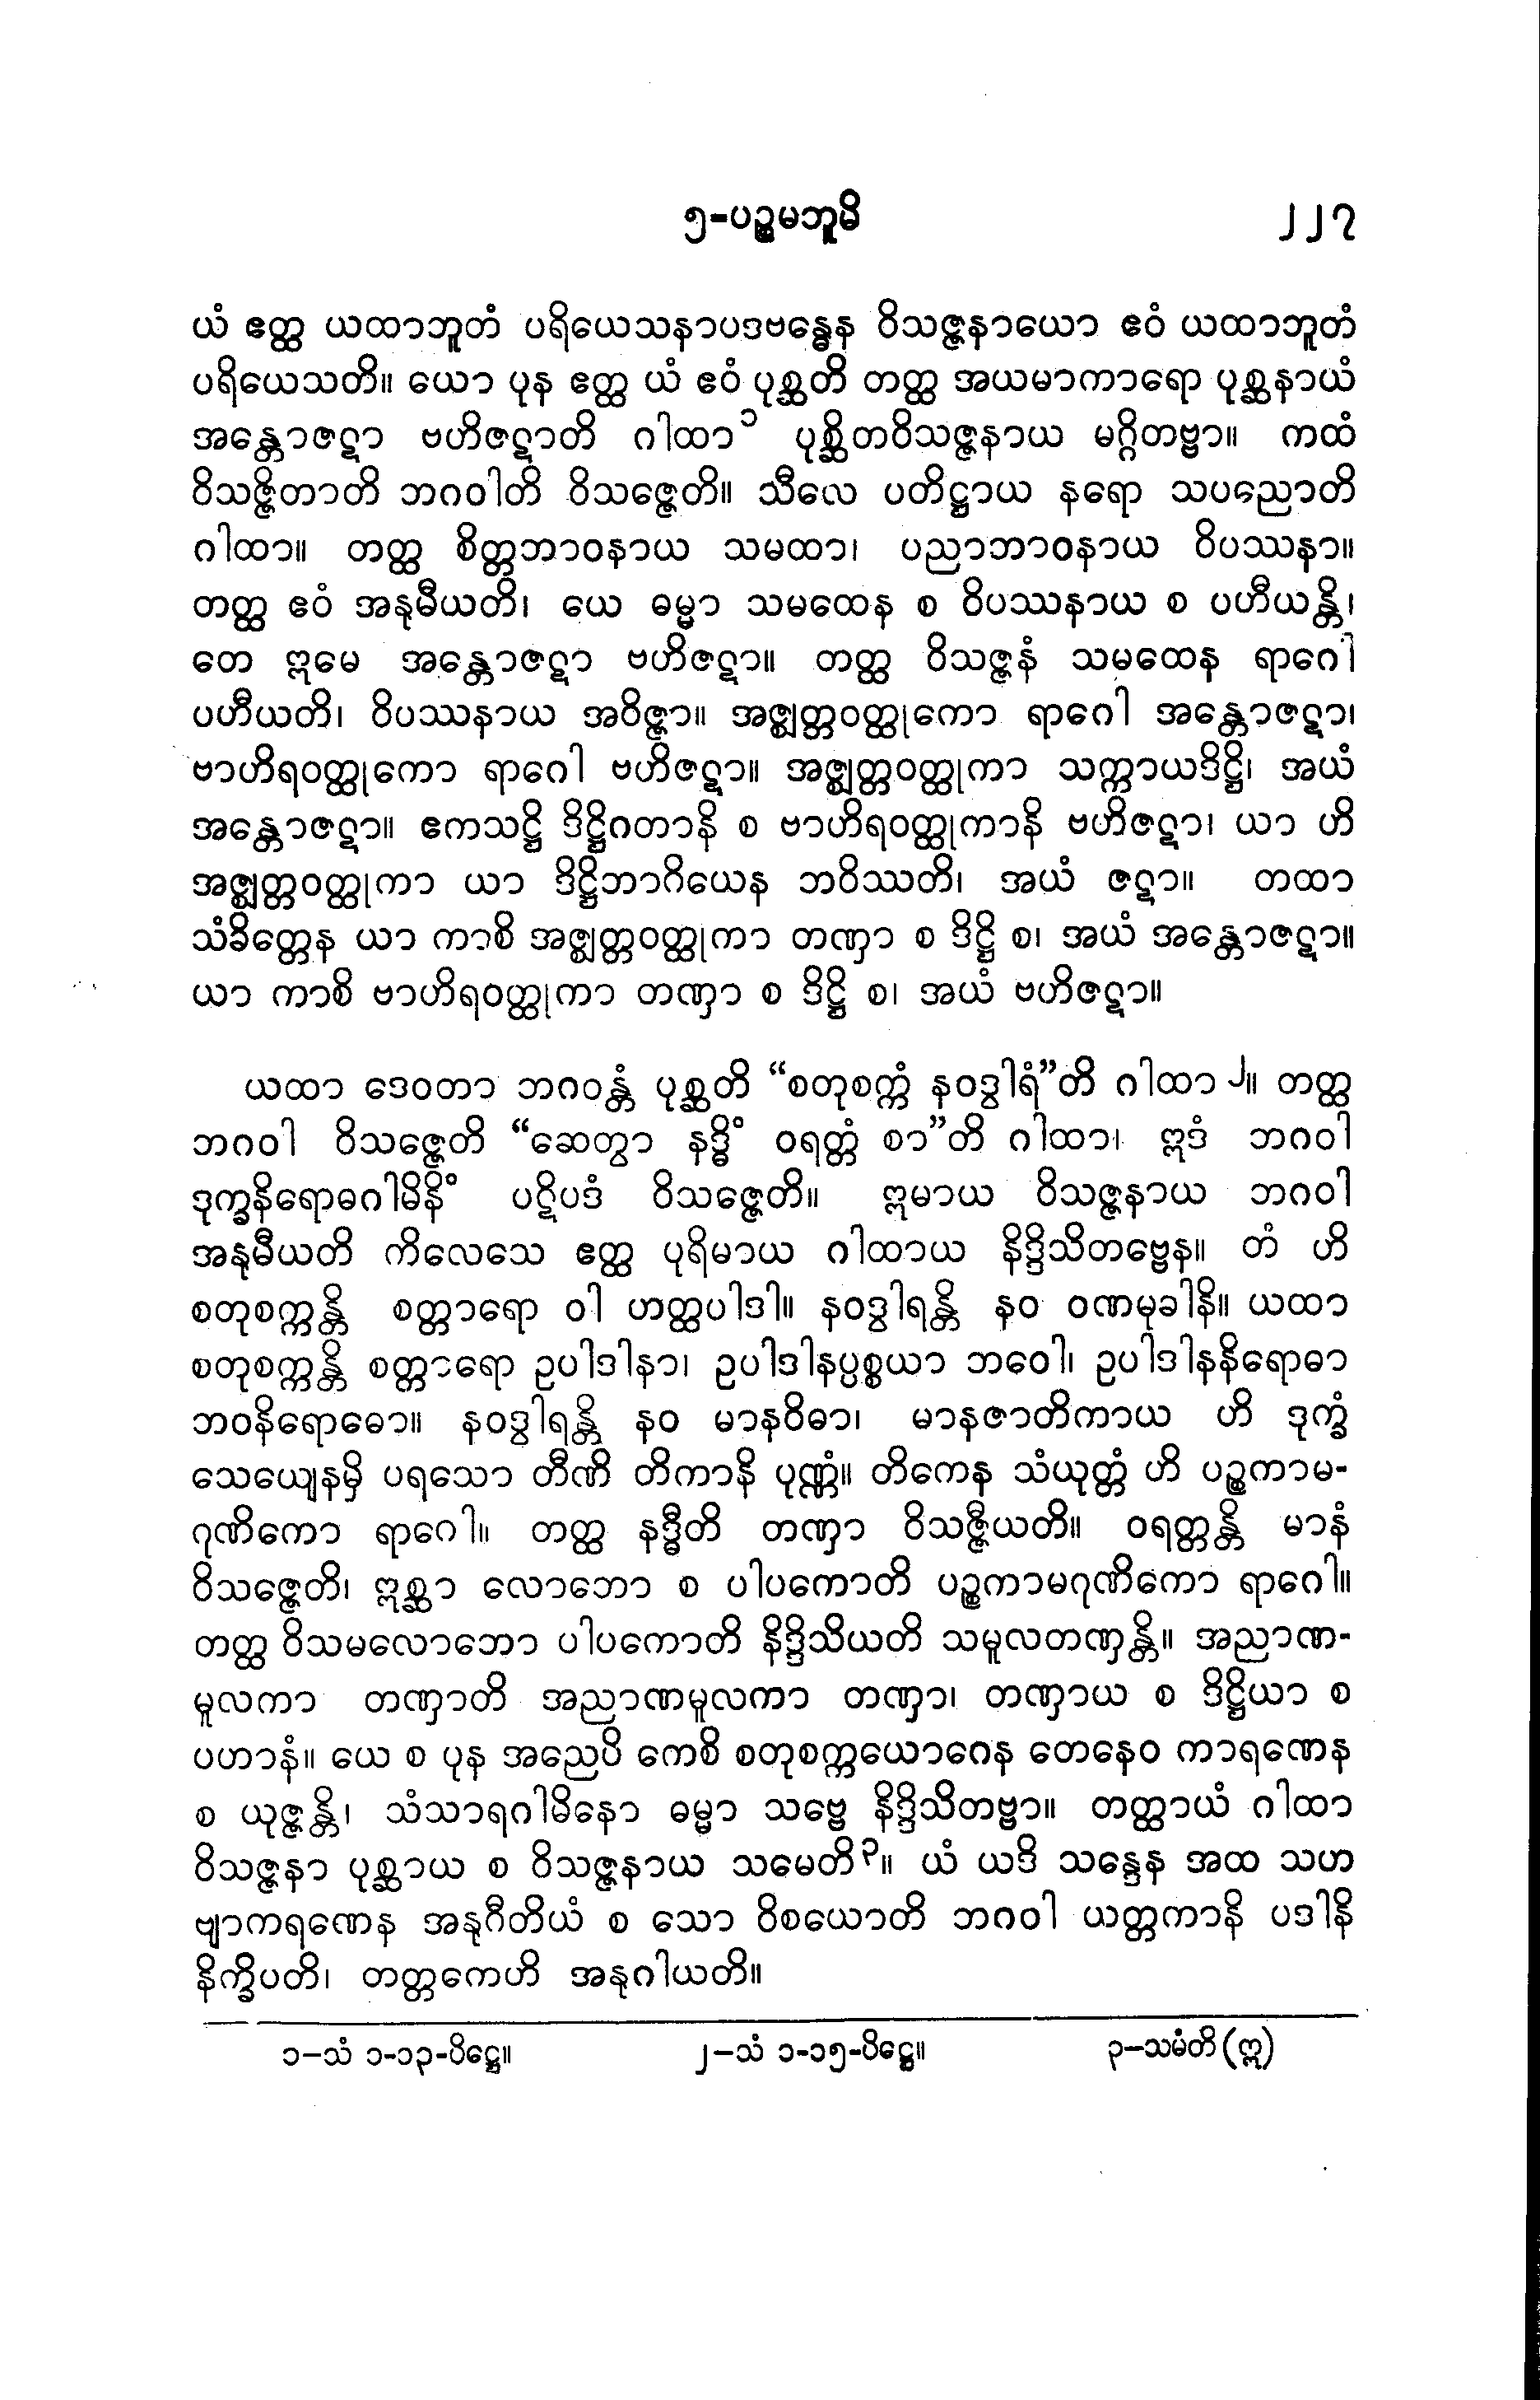 ၅-ပဉ္စမဘူမိ ၂၂၇
ယံ ဧတ္ထ ယထာဘူတံ ပရိယေသနာပဒဗန္ဓေန ဝိသဇ္ဇနာယော ဧဝံ ယထာဘူတံ
ပရိယေသတိ။ ယော ပုန ဧတ္ထ ယံ ဧဝံ ပုစ္ဆတိ တတ္ထ အယမာကာရော ပုစ္ဆနာယံ
အန္တောဇဋာ ဗဟိဇဋာတိ ဂါထာ၁ ပုစ္ဆိတဝိသဇ္ဇနာယ မဂ္ဂိတဗ္ဗာ။ ကထံ
ဝိသဇ္ဇိတာတိ ဘဂဝါတိ ဝိသဇ္ဇေတိ။ သီလေ ပတိဋ္ဌာယ နရော သပညောတိ
ဂါထာ။ တတ္ထ စိတ္တဘာဝနာယ သမထာ၊ ပညာဘာဝနာယ ဝိပဿနာ။
တတ္ထ ဧဝံ အနုမီယတိ၊ ယေ ဓမ္မာ သမထေန စ ဝိပဿနာယ စ ပဟီယန္တိ၊
တေ ဣမေ အန္တောဇဋာ ဗဟိဇဋာ။ တတ္ထ ဝိသဇ္ဇနံ သမထေန ရာဂေါ
ပဟီယတိ၊ ဝိပဿနာယ အဝိဇ္ဇာ။ အဇ္ဈတ္တဝတ္ထုကော ရာဂေါ အန္တောဇဋာ၊
ဗာဟိရဝတ္ထုကော ရာဂေါ ဗဟိဇဋာ။ အဇ္ဈတ္တဝတ္ထုကာ သက္ကာယဒိဋ္ဌိ၊ အယံ
အန္တောဇဋာ။ ဧကသဋ္ဌိ ဒိဋ္ဌိဂတာနိ စ ဗာဟိရဝတ္ထုကာနိ ဗဟိဇဋာ၊ ယာ ဟိ
အဇ္ဈတ္တဝတ္ထုကာ ယာ ဒိဋ္ဌိဘာဂိယေန ဘဝိဿတိ၊ အယံ ဇဋာ။ တထာ
သံခိတ္တေန ယာ ကာစိ အဇ္ဈတ္တဝတ္ထုကာ တဏှာ စ ဒိဋ္ဌိ စ၊ အယံ အန္တောဇဋာ။
ယာ ကာစိ ဗာဟိရဝတ္ထုကာ တဏှာ စ ဒိဋ္ဌိ စ၊ အယံ ဗဟိဇဋာ။
ယထာ ဒေဝတာ ဘဂဝန္တံ ပုစ္ဆတိ “စတုစက္ကံ နဝဒွါရံ”တိ ဂါထာ၂။ တတ္ထ
ဘဂဝါ ဝိသဇ္ဇေတိ “ဆေတွာ နဒ္ဓိံ ဝရတ္တံ စာ”တိ ဂါထာ၊ ဣဒံ ဘဂဝါ
ဒုက္ခနိရောဓဂါမိနိံ ပဋိပဒံ ဝိသဇ္ဇေတိ။ ဣမာယ ဝိသဇ္ဇနာယ ဘဂဝါ
အနုမီယတိ ကိလေသေ ဧတ္ထ ပုရိမာယ ဂါထာယ နိဒ္ဒိသိတဗ္ဗေန။ တံ ဟိ
စတုစက္ကန္တိ စတ္တာရော ဝါ ဟတ္ထပါဒါ။ နဝဒွါရန္တိ နဝ ဝဏမုခါနိ။ ယထာ
စတုစက္ကန္တိ စတ္တာရော ဥပါဒါနာ၊ ဥပါဒါနပ္ပစ္စယာ ဘဝေါ၊ ဥပါဒါနနိရောဓာ
ဘဝနိရောဓော။ နဝဒွါရန္တိ နဝ မာနဝိဓာ၊ မာနဇာတိကာယ ဟိ ဒုက္ခံ
သေယျေနမှိ ပရသော တီဏိ တိကာနိ ပုဏ္ဏံ။ တိကေန သံယုတ္တံ ဟိ ပဉ္စကာမ-
ဂုဏိကော ရာဂေါ။ တတ္ထ နဒ္ဓီတိ တဏှာ ဝိသဇ္ဇီယတိ။ ဝရတ္တန္တိ မာနံ
ဝိသဇ္ဇေတိ၊ ဣစ္ဆာ လောဘော စ ပါပကောတိ ပဉ္စကာမဂုဏိကော ရာဂေါ။
တတ္ထ ဝိသမလောဘော ပါပကောတိ နိဒ္ဒိသိယတိ သမူလတဏှန္တိ။ အညာဏ-
မူလကာ တဏှာတိ အညာဏမူလကာ တဏှာ၊ တဏှာယ စ ဒိဋ္ဌိယာ စ
ပဟာနံ။ ယေ စ ပုန အညေပိ ကေစိ စတုစက္ကယောဂေန တေနေဝ ကာရဏေန
စ ယုဇ္ဇန္တိ၊ သံသာရဂါမိနော ဓမ္မာ သဗ္ဗေ နိဒ္ဒိသိတဗ္ဗာ။ တတ္ထာယံ ဂါထာ
ဝိသဇ္ဇနာ ပုစ္ဆာယ စ ဝိသဇ္ဇနာယ သမေတိ၃။ ယံ ယဒိ သန္ဒေန အထ သဟ
ဗျာကရဏေန အနုဂီတိယံ စ သော ဝိစယောတိ ဘဂဝါ ယတ္တကာနိ ပဒါနိ
နိက္ခိပတိ၊ တတ္တကေဟိ အနုဂါယတိ။
၁–သံ ၁-၁၃-ပိဋ္ဌေ။ ၂–သံ ၁-၁၅-ပိဋ္ဌေ။ ၃–သမံတိ (ဣ)